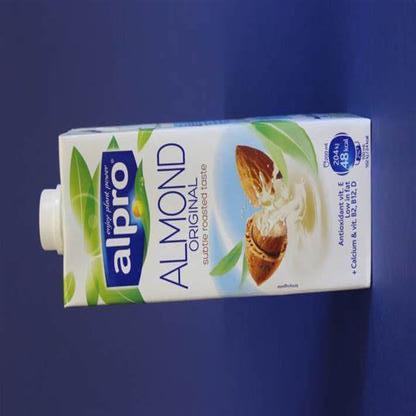 enjoy plant power
alpro
ALMOND
ORIGINAL
subtle roasted taste
204kJ
48kcal
Antioxidant vit. E
Low in fat
+ Calcium & vit. B2, B12, D